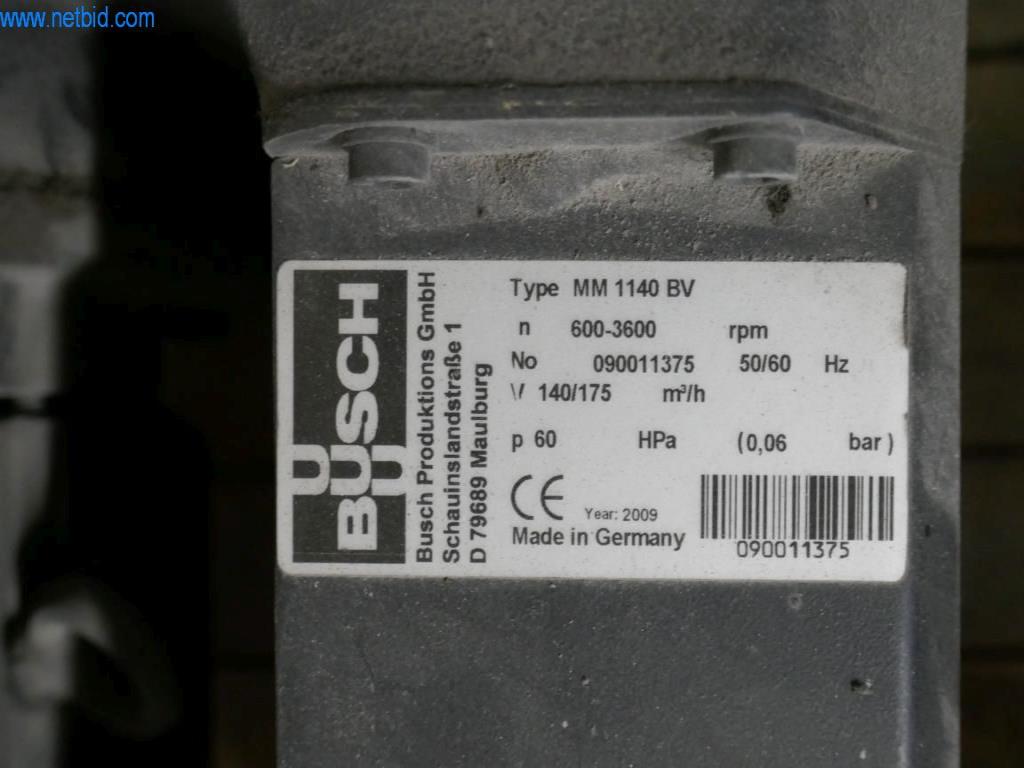 www.netbid.com
BUSCH
Busch Produktions GmbH
Schauinslandstraße 1
D 79689 Maulburg
Type MM 1140 BV
n 600-3600 rpm
No 090011375 50/60 Hz
V 140/175 m³/h
p 60 HPa (0,06 bar)
CE Year: 2009
Made in Germany
090011375